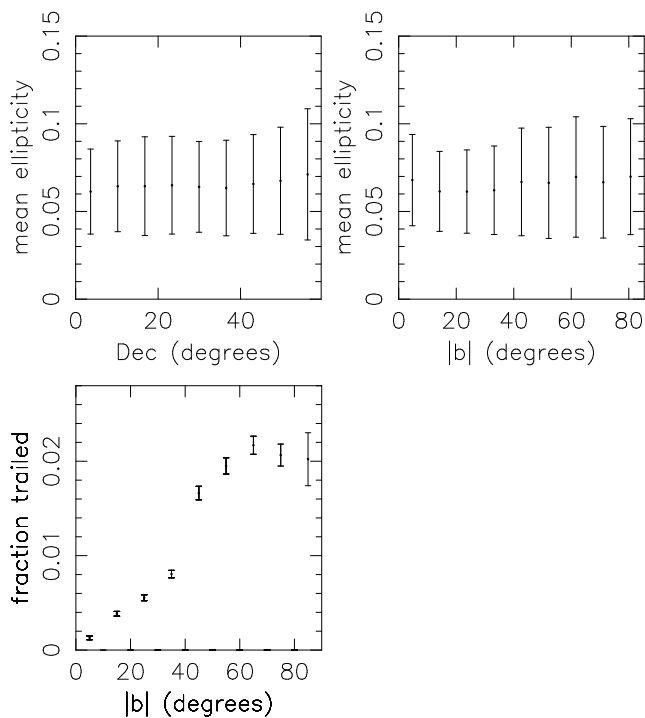 mean ellipticity
0 0.05 0.1 0.15
0 20 40
Dec (degrees)
mean ellipticity
0 0.05 0.1 0.15
0 20 40 60 80
|b| (degrees)
fraction trailed
0 0.01 0.02
0 20 40 60 80
|b| (degrees)